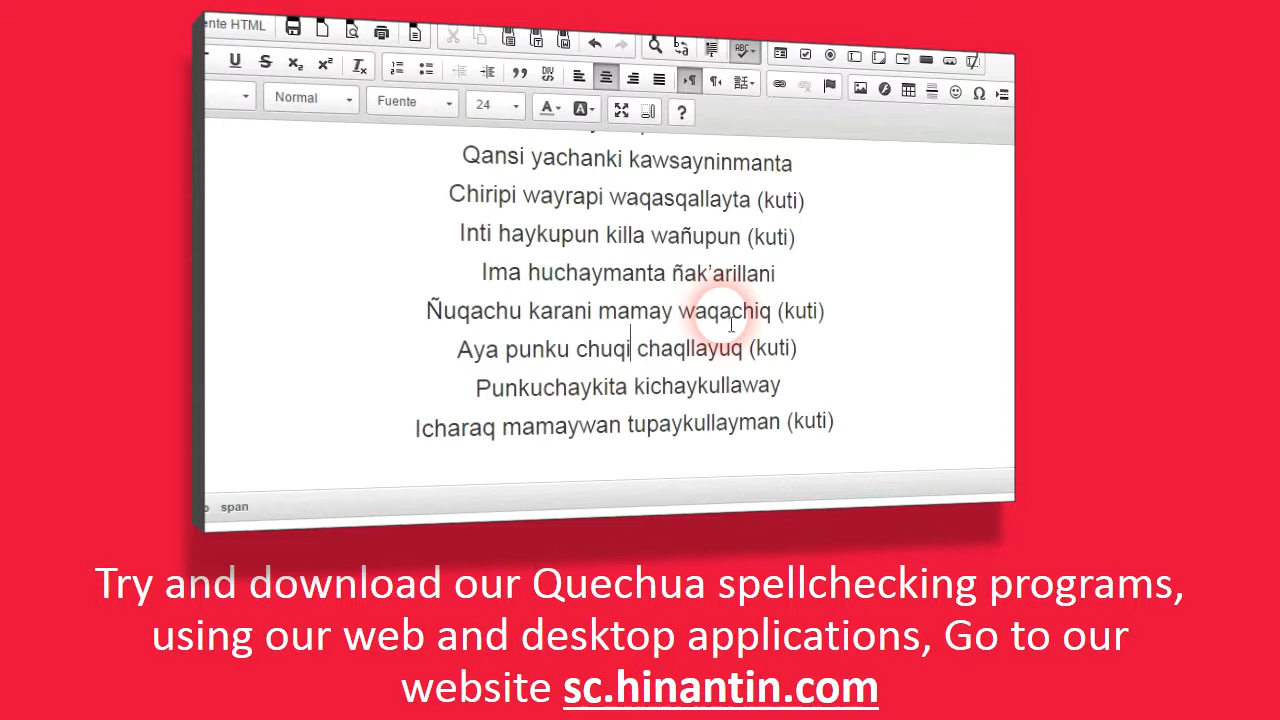 ente HTML
Normal
Fuente
24
Qansi yachanki kawsayninmanta
Chiripi wayrapi waqasqallayta (kuti)
Inti haykupun killa wañupun (kuti)
Ima huchaymanta ñak'arillani
Ñuqachu karani mamay waqachiq (kuti)
Aya punku chuqi chaqllayuq (kuti)
Punkuchaykita kichaykullaway
Icharaq mamaywan tupaykullayman (kuti)
span
Try and download our Quechua spellchecking programs,
using our web and desktop applications, Go to our
website sc.hinantin.com